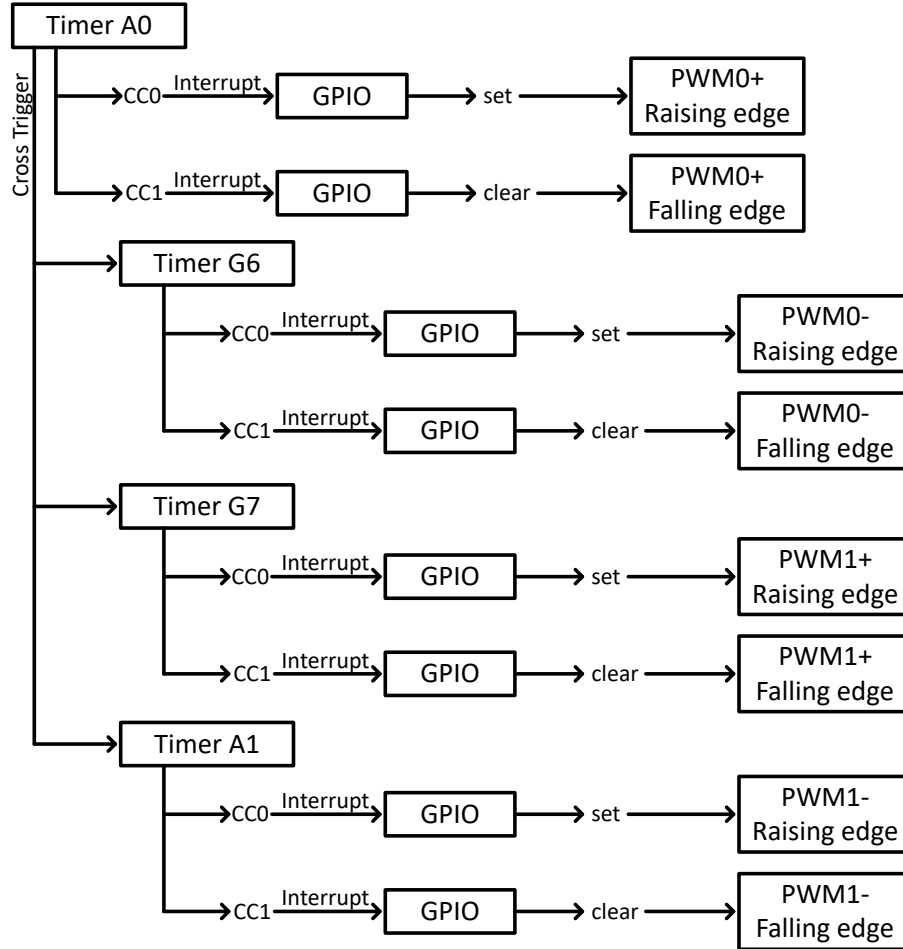 Timer A0
Cross Trigger
CC0
Interrupt
GPIO
set
PWM0+
Raising edge
CC1
Interrupt
GPIO
clear
PWM0+
Falling edge
Timer G6
CC0
Interrupt
GPIO
set
PWM0-
Raising edge
CC1
Interrupt
GPIO
clear
PWM0-
Falling edge
Timer G7
CC0
Interrupt
GPIO
set
PWM1+
Raising edge
CC1
Interrupt
GPIO
clear
PWM1+
Falling edge
Timer A1
CC0
Interrupt
GPIO
set
PWM1-
Raising edge
CC1
Interrupt
GPIO
clear
PWM1-
Falling edge